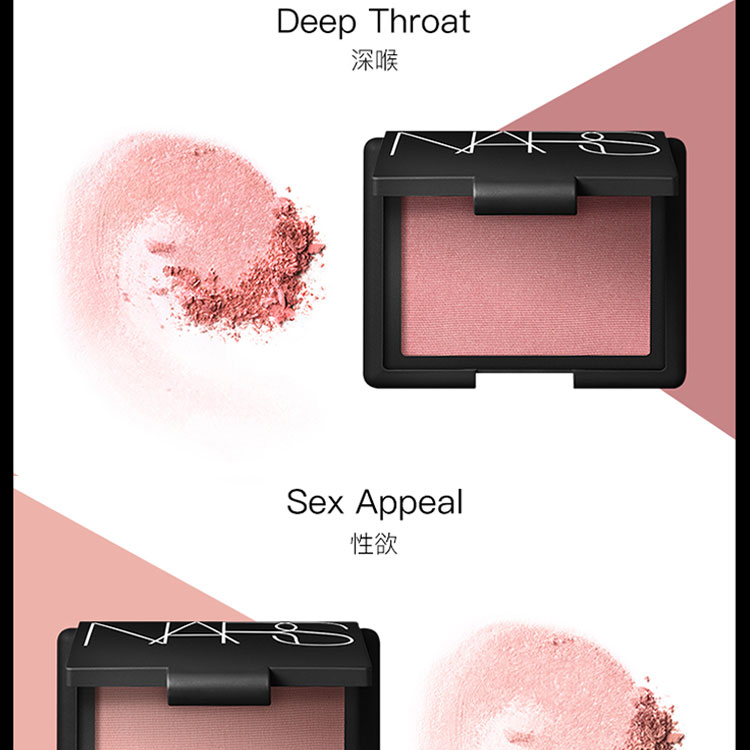 Deep Throat
深喉
NARS
Sex Appeal
性欲
NARS